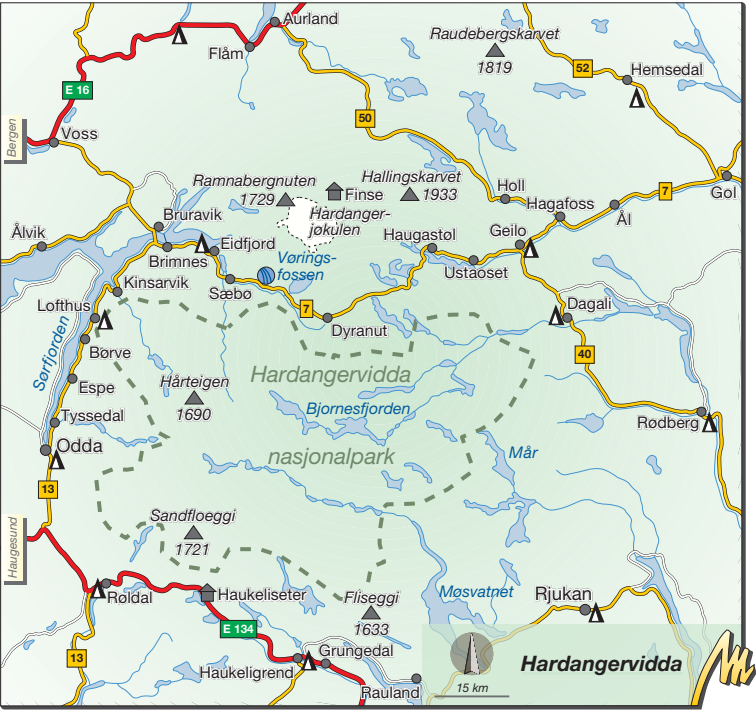 Aurland
Raudebergskarvet
1819
Flåm
52
Hemsedal
E 16
50
Bergen
Voss
Ramnabergnuten
1729
Finse
Hallingskarvet
1933
Holl
7
Gol
Hagafoss
Ål
Bruravik
Hardanger-
jøkulen
Ålvik
Eidfjord
Haugastøl
Geilo
Brimnes
Vørings-
fossen
Ustaoset
Kinsarvik
Sæbø
Lofthus
7
Dyranut
Dagali
Sørfjorden
Børve
40
Hårteigen
1690
Hardangervidda
Espe
Bjornesfjorden
Tyssedal
Rødberg
Odda
nasjonalpark
Mår
13
Sandfloeggi
1721
Haugesund
Røldal
Haukeliseter
Fliseggi
1633
Møsvatnet
Rjukan
E 134
13
Grungedal
Haukeligrend
Rauland
15 km
Hardangervidda